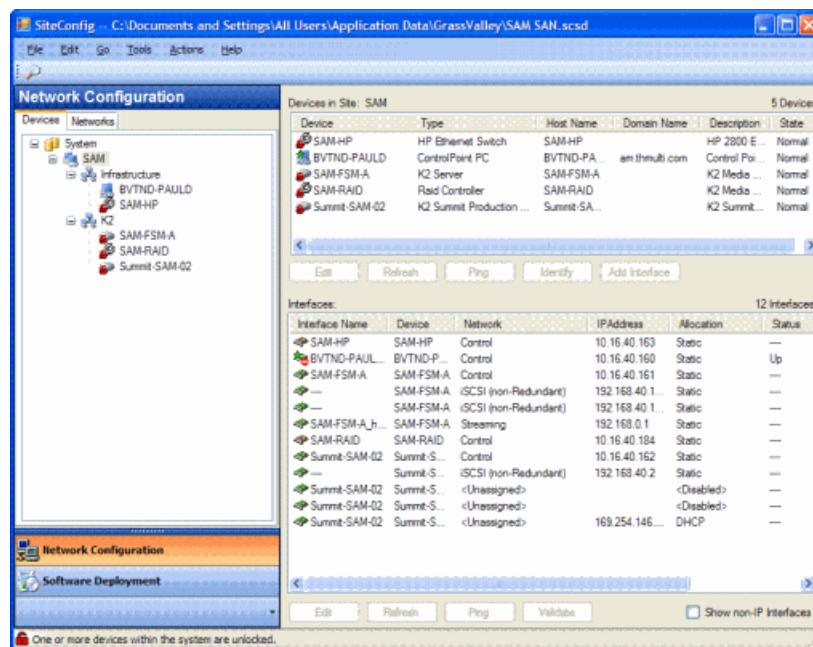 SiteConfig -- C:\Documents and Settings\All Users\Application Data\GrassValley\SAM SAN.scsd
File Edit Go Tools Actions Help
Network Configuration
Devices Networks
System
SAM
Infrastructure
BVTND-PAULD
SAM-HP
K2
SAM-FSM-A
SAM-RAID
Summit-SAM-02
Network Configuration
Software Deployment
Devices in Site: SAM 5 Device
Device Type Host Name Domain Name Description State
SAM-HP HP Ethernet Switch SAM-HP HP 2800 E... Normal
BVTND-PAULD ControlPoint PC BVTND-PA... am.thmulti.com Control Poi... Normal
SAM-FSM-A K2 Server SAM-FSM-A K2 Media ... Normal
SAM-RAID Raid Controller SAM-RAID K2 Media ... Normal
Summit-SAM-02 K2 Summit Production ... Summit-SA... K2 Summit... Normal
Edit Refresh Ping Identify Add Interface
Interfaces: 12 Interfaces
Interface Name Device Network IPAddress Allocation Status
SAM-HP SAM-HP Control 10.16.40.163 Static ---
BVTND-PAUL... BVTND-P... Control 10.16.40.160 Static Up
SAM-FSM-A SAM-FSM-A Control 10.16.40.161 Static ---
--- SAM-FSM-A iSCSI (non-Redundant) 192.168.40.1... Static ---
--- SAM-FSM-A iSCSI (non-Redundant) 192.168.40.1... Static ---
SAM-FSM-A_h... SAM-FSM-A Streaming 192.168.0.1 Static ---
SAM-RAID SAM-RAID Control 10.16.40.184 Static ---
Summit-SAM-02 Summit-S... Control 10.16.40.162 Static ---
--- Summit-S... iSCSI (non-Redundant) 192.168.40.2 Static ---
Summit-SAM-02 Summit-S... <Unassigned> <Disabled> ---
Summit-SAM-02 Summit-S... <Unassigned> <Disabled> ---
Summit-SAM-02 Summit-S... <Unassigned> 169.254.146.... DHCP ---
Edit Refresh Ping Validate Show non-IP Interfaces
One or more devices within the system are unlocked.